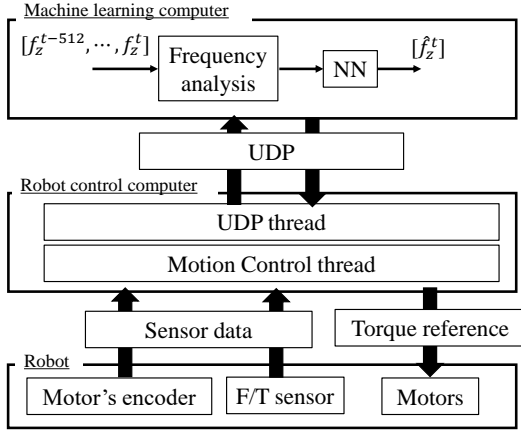 Machine learning computer
[f_z^{t-512}, ⋯, f_z^t]
Frequency
analysis
NN
[f̂_z^t]
UDP
Robot control computer
UDP thread
Motion Control thread
Sensor data
Torque reference
Robot
Motor's encoder
F/T sensor
Motors